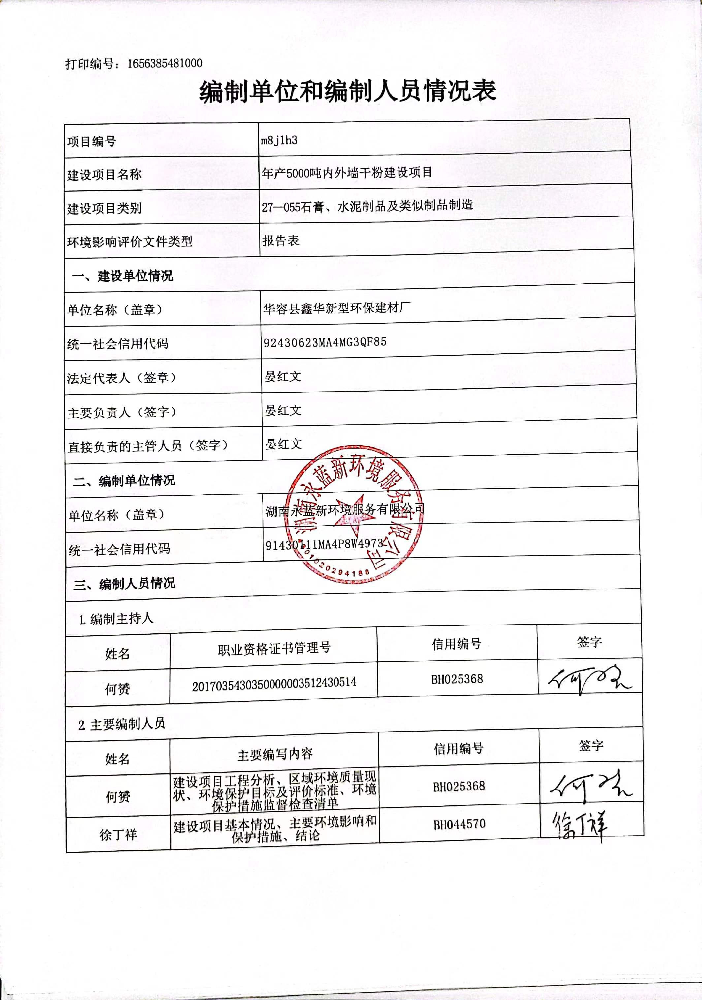 打印编号：1656385481000
编制单位和编制人员情况表
项目编号 m8j1h3
建设项目名称 年产5000吨内外墙干粉建设项目
建设项目类别 27—055石膏、水泥制品及类似制品制造
环境影响评价文件类型 报告表
一、建设单位情况
单位名称（盖章） 华容县鑫华新型环保建材厂
统一社会信用代码 92430623MA4MG3QF85
法定代表人（签章） 晏红文
主要负责人（签字） 晏红文
直接负责的主管人员（签字） 晏红文
二、编制单位情况
单位名称（盖章） 湖南永蓝新环境服务有限公司
统一社会信用代码 91430111MA4P8W4973
湖南永蓝新环境服务有限公司
三、编制人员情况
1.编制主持人
姓名 职业资格证书管理号 信用编号 签字
何赟 2017035430350000003512430514 BH025368 何赟
2.主要编制人员
姓名 主要编写内容 信用编号 签字
建设项目工程分析、区域环境质量现
何赟 状、环境保护目标及评价标准、环境 BH025368 何赟
保护措施监督检查清单
建设项目基本情况、主要环境影响和
徐丁祥 保护措施、结论 BH044570 徐丁祥